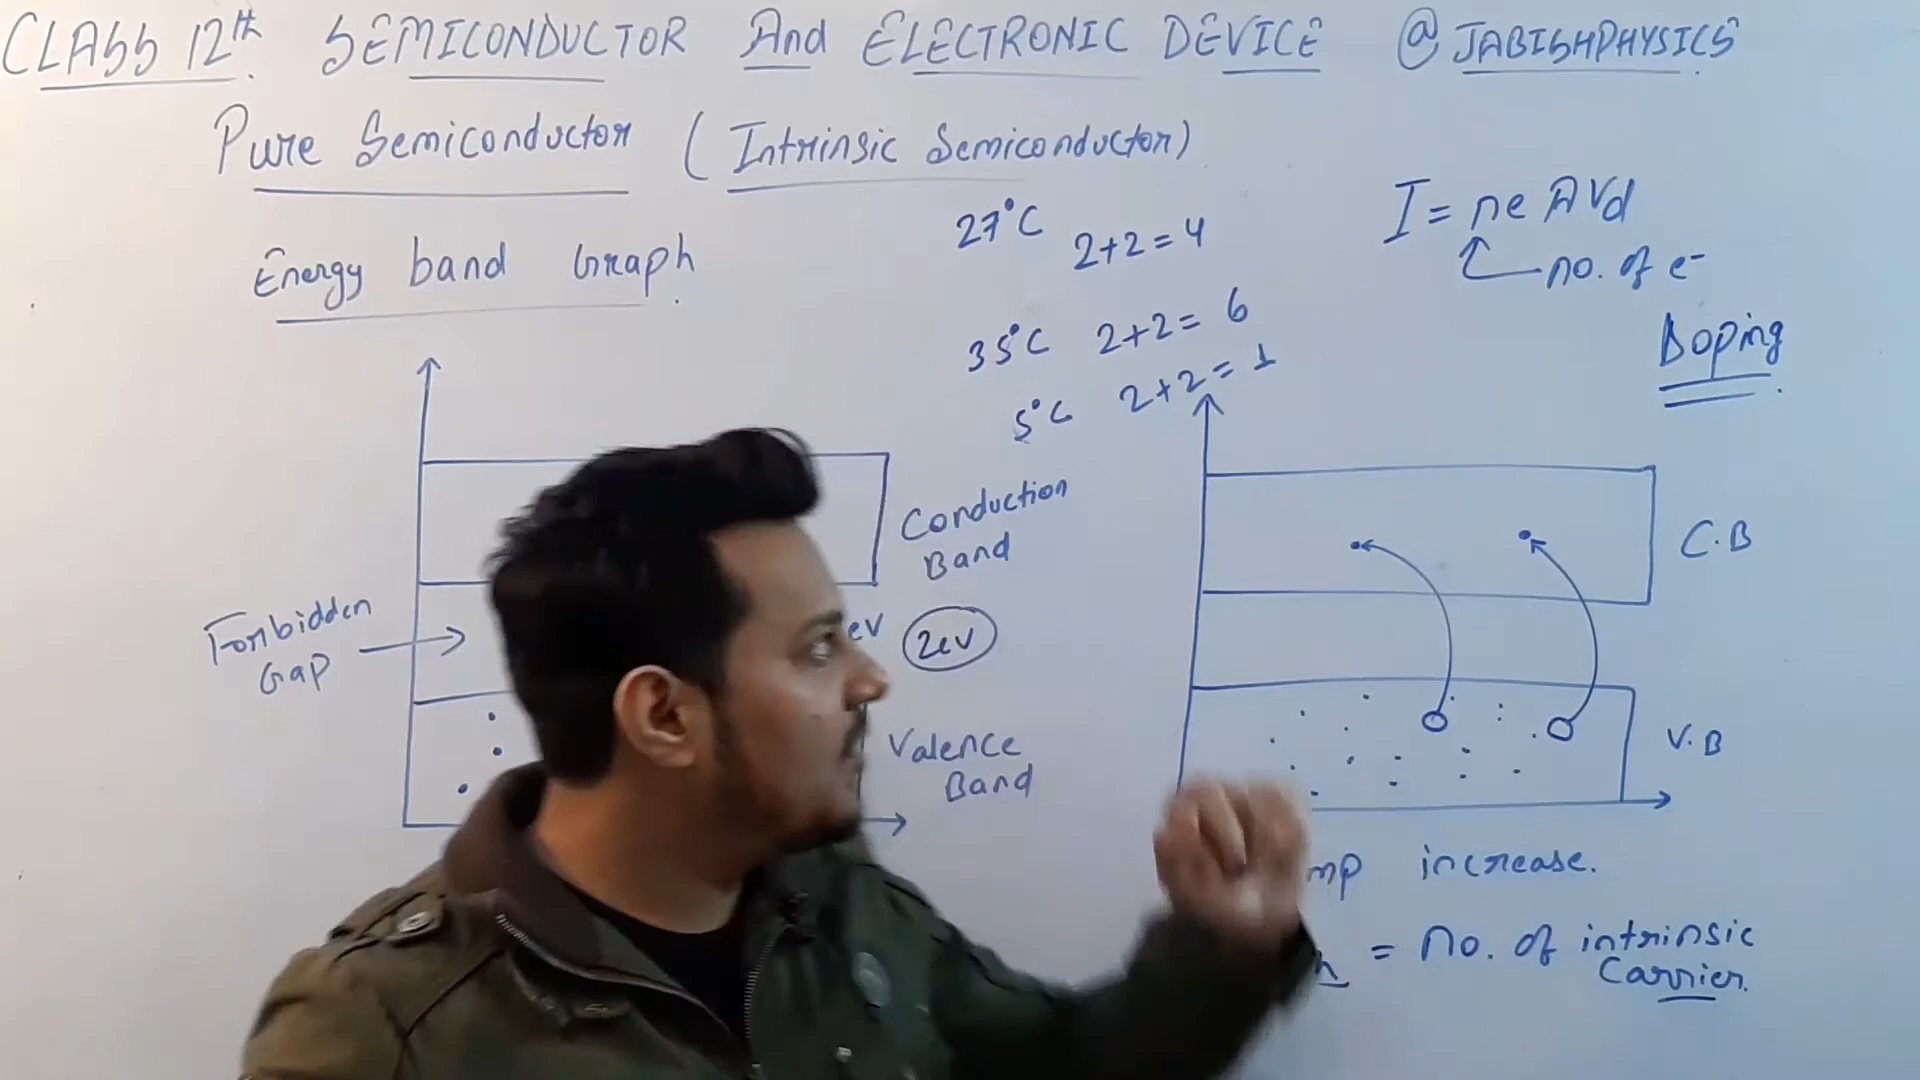 CLASS 12th SEMICONDUCTOR And ELECTRONIC DEVICE @JABISHPHYSICS
Pure Semiconductor (Intrinsic Semiconductor)
Energy band Graph
27°C 2+2=4
35°C 2+2= 6
5°C 2+2= 1
I = neAVd
no. of e-
Doping
Conduction
Band
Forbidden
Gap
ev 2ev
Valence
Band
C.B
V.B
mp increase.
= no. of intrinsic
Carrier.